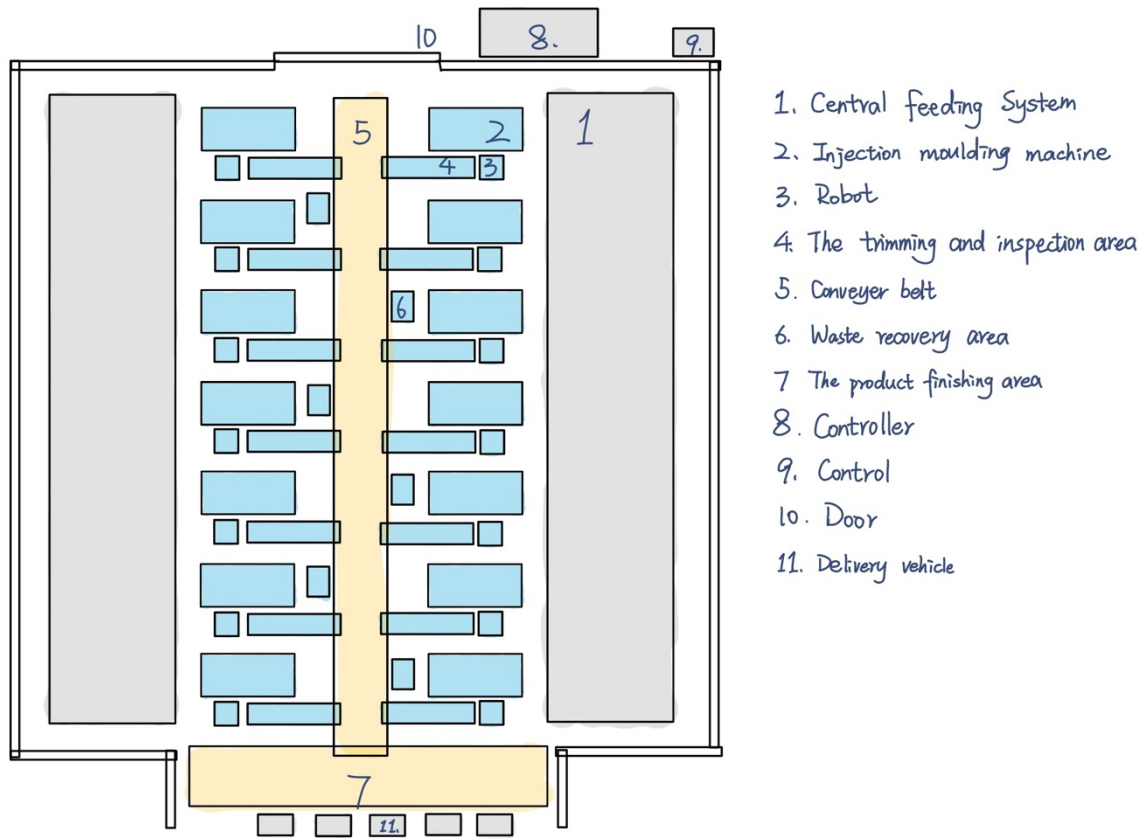 10
8.
9.
5
2
1
4
3
6
7
11.
1. Central feeding System
2. Injection moulding machine
3. Robot
4. The trimming and inspection area
5. Conveyer belt
6. Waste recovery area
7 The product finishing area
8. Controller
9. Control
10. Door
11. Delivery vehicle